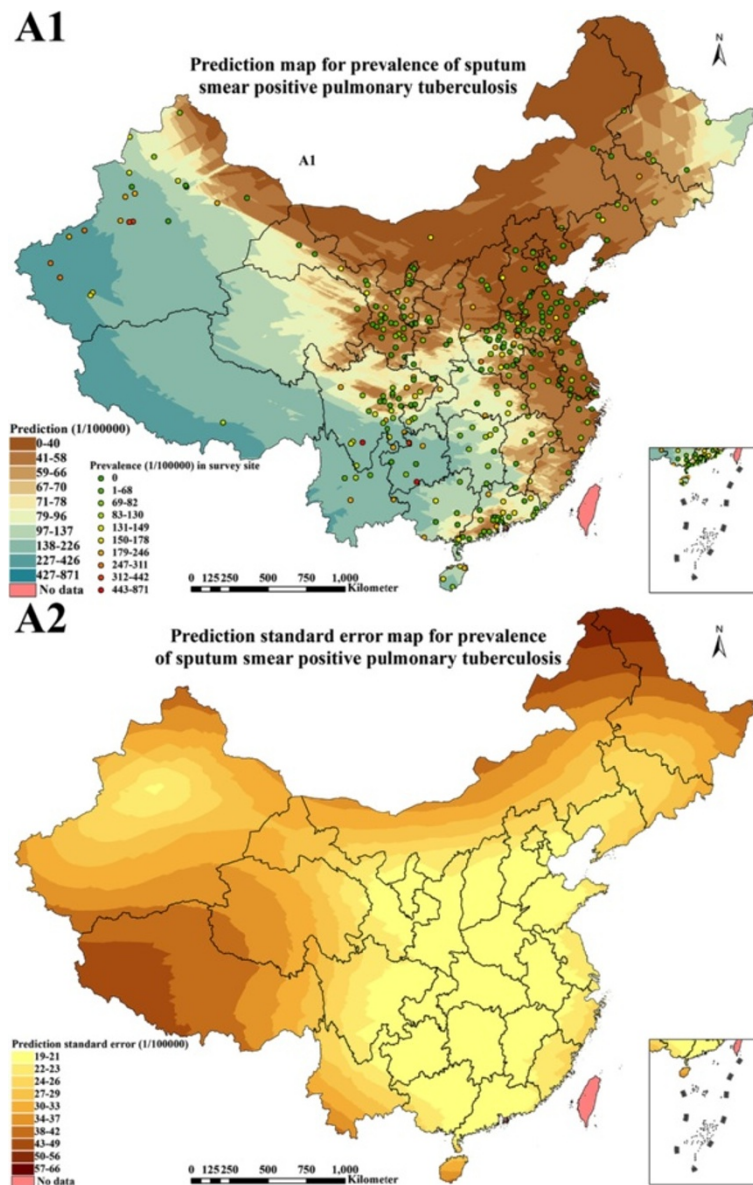 A1
Prediction map for prevalence of sputum
smear positive pulmonary tuberculosis
N
A1
Prediction (1/100000)
0-40
41-58
59-66
67-70
71-78
79-96
97-137
138-226
227-426
427-871
No data
Prevalence (1/100000) in survey site
0
1-68
69-82
83-130
131-149
150-178
179-246
247-311
312-442
443-871
0 125250 500 750 1,000
Kilometer
A2
Prediction standard error map for prevalence
of sputum smear positive pulmonary tuberculosis
N
Prediction standard error (1/100000)
19-21
22-23
24-26
27-29
30-33
34-37
38-42
43-49
50-56
57-66
No data
0 125250 500 750 1,000
Kilometer